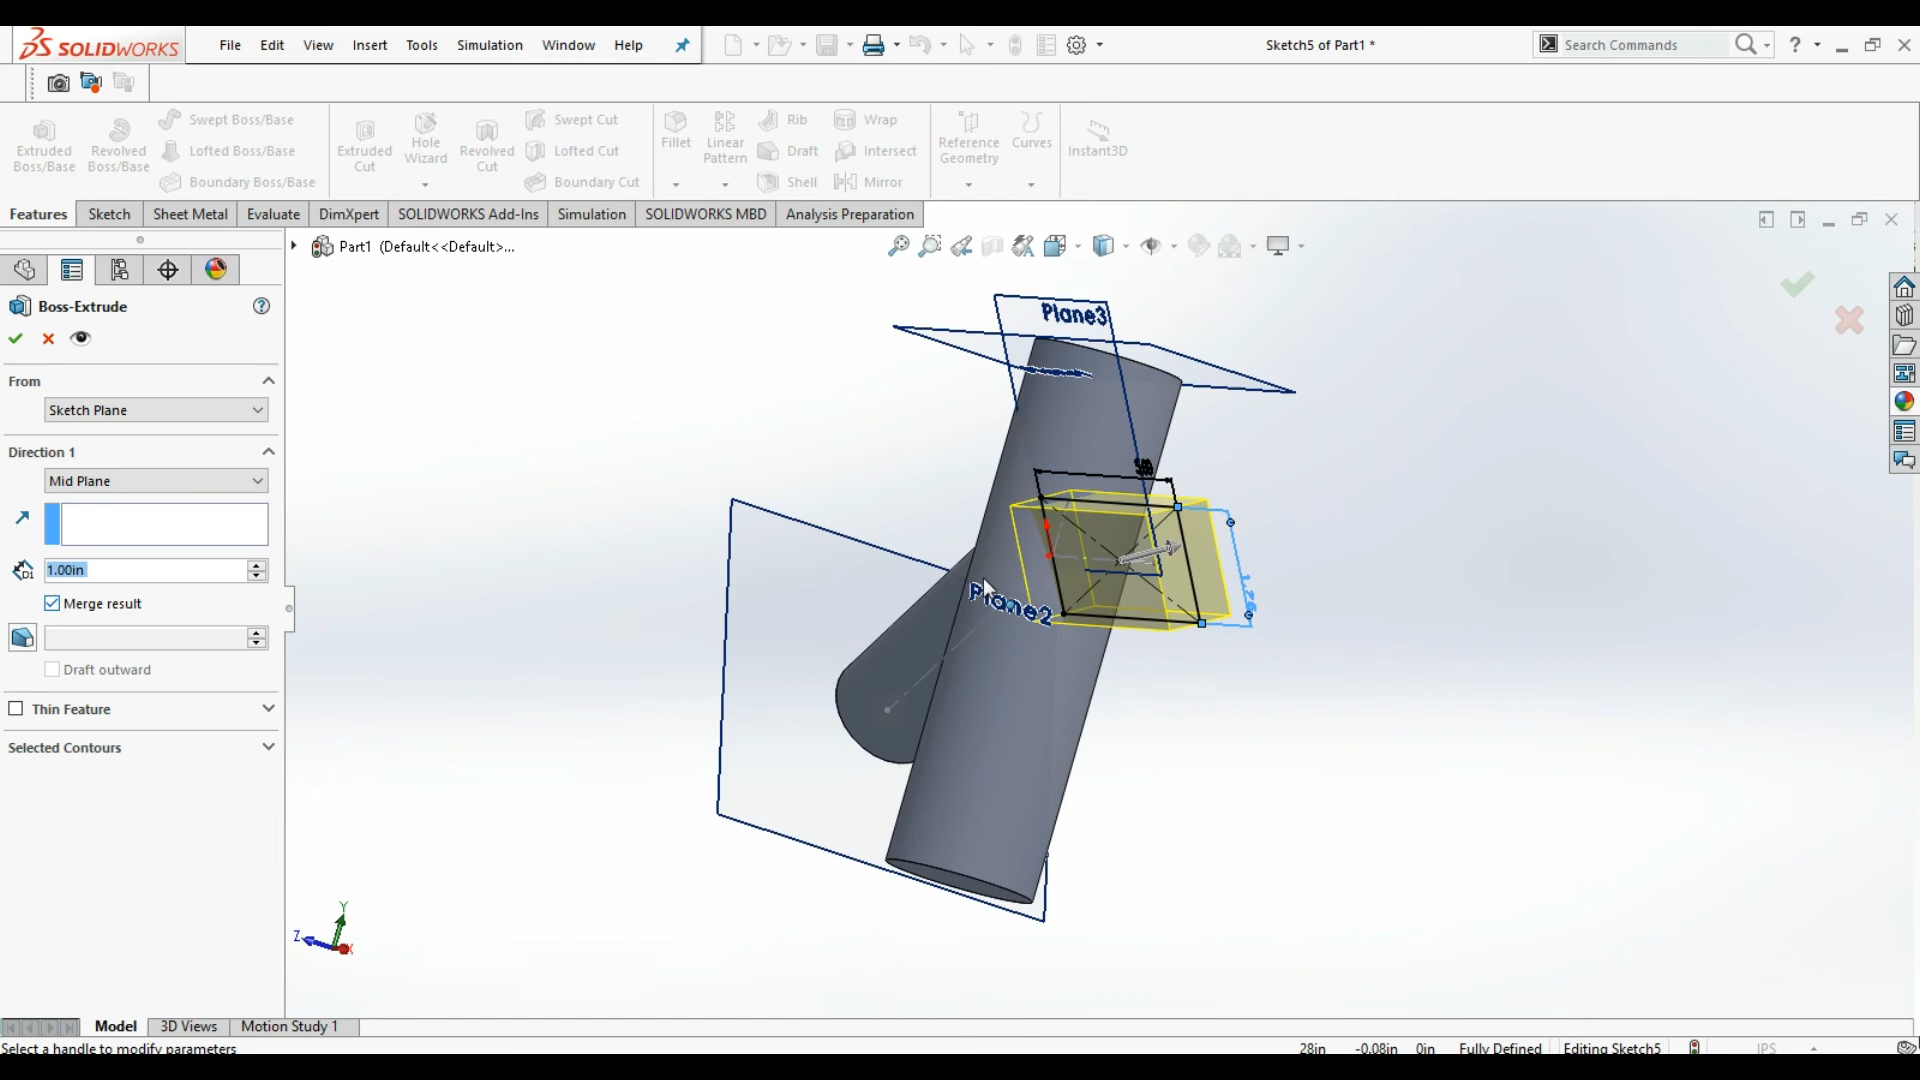 SOLIDWORKS File Edit View Insert Tools Simulation Window Help Sketch5 of Part1 * Search Commands ?
Extruded Boss/Base
Revolved Boss/Base
Swept Boss/Base
Lofted Boss/Base
Boundary Boss/Base
Extruded Cut
Hole Wizard
Revolved Cut
Swept Cut
Lofted Cut
Boundary Cut
Fillet
Linear Pattern
Rib
Draft
Shell
Wrap
Intersect
Mirror
Reference Geometry
Curves
Instant3D
Features Sketch Sheet Metal Evaluate DimXpert Simulation SOLIDWORKS Add-Ins Simulation SOLIDWORKS MBD Analysis Preparation
Part1 (Default<<Default>...
Boss-Extrude
From
Sketch Plane
Direction 1
Mid Plane
D1
1.00in
Merge result
Draft outward
Thin Feature
Selected Contours
Plane3
Plane2
Y
Z
X
Model 3D Views Motion Study 1
Select a handle to modify parameters 28in -0.08in 0in Fully Defined Editing Sketch5 IPS